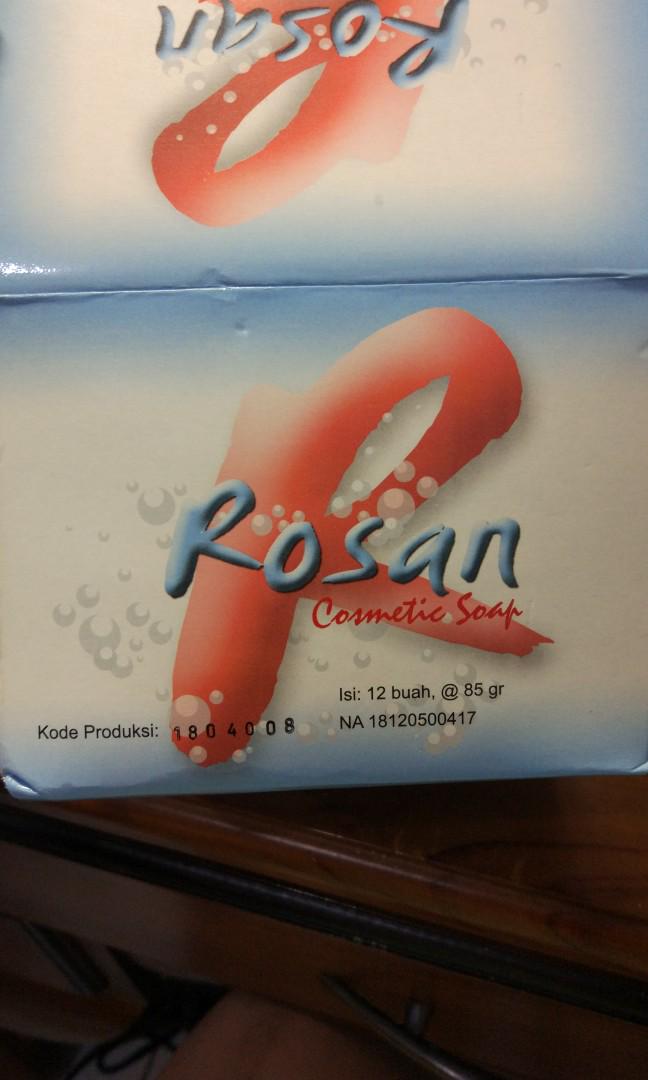 Rosan
Rosan
Cosmetic Soap
Isi: 12 buah, @ 85 gr
NA 18120500417
Kode Produksi: 1804008